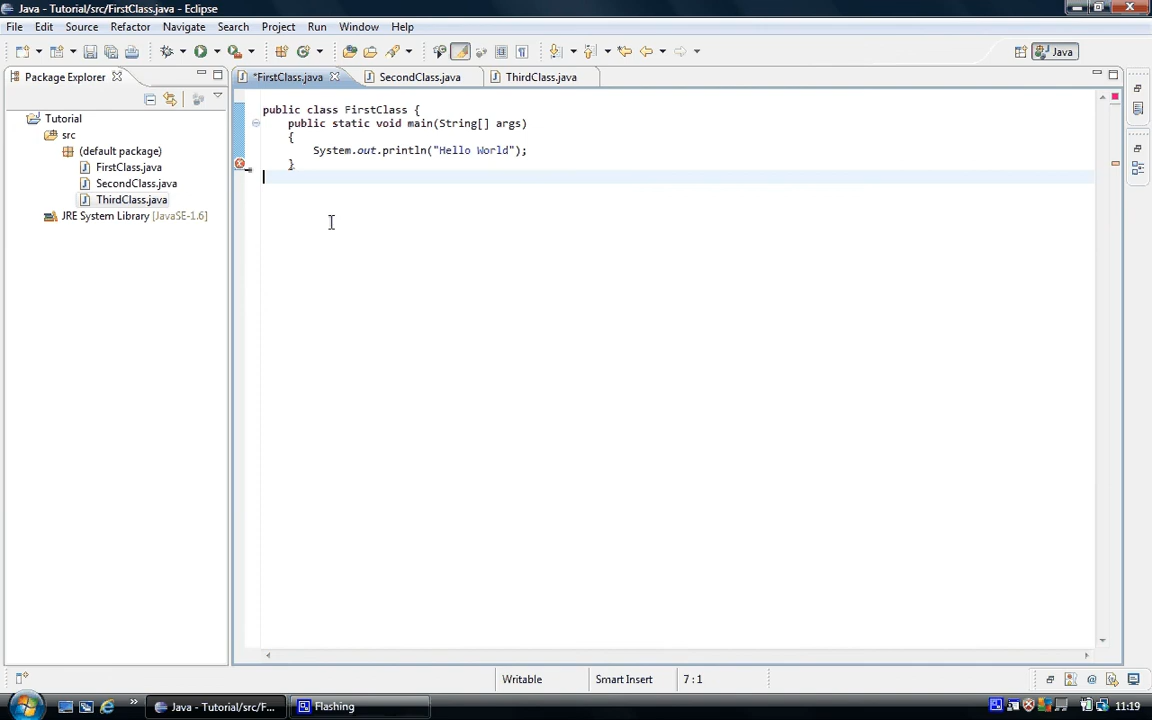 Java - Tutorial/src/FirstClass.java - Eclipse
File Edit Source Refactor Navigate Search Project Run Window Help
Java
Package Explorer
*FirstClass.java SecondClass.java ThirdClass.java
Tutorial
src
(default package)
FirstClass.java
SecondClass.java
ThirdClass.java
JRE System Library [JavaSE-1.6]
public class FirstClass {
public static void main(String[] args)
{
System.out.println("Hello World");
}
Writable Smart Insert 7 : 1
Java - Tutorial/src/F... Flashing 11:19